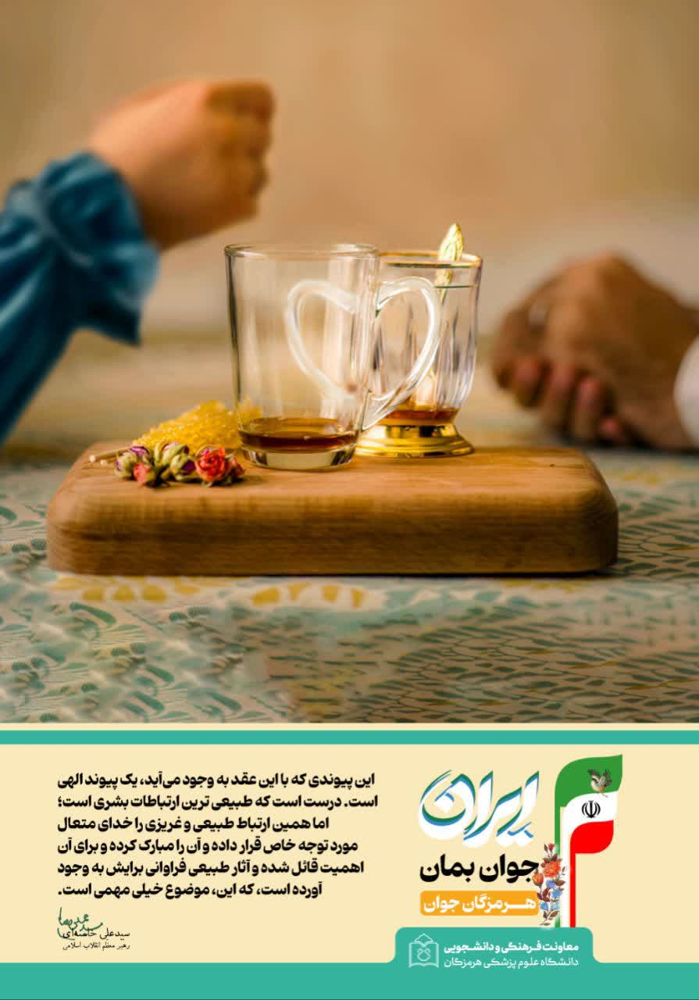 این پیوندی که با این عقد به وجود می‌آید، یک پیوند الهی
است. درست است که طبیعی ترین ارتباطات بشری است؛
اما همین ارتباط طبیعی و غریزی را خدای متعال
مورد توجه خاص قرار داده و آن را مبارک کرده و برای آن
اهمیت قائل شده و آثار طبیعی فراوانی برایش به وجود
آورده است، که این، موضوع خیلی مهمی است.
سیدعلی خامنه‌ای
رهبر معظم انقلاب اسلامی
ایران
جوان بمان
هـرمزگان جوان
معاونت فرهنگی و دانشجویی
دانشگاه علوم پزشکی هرمزگان